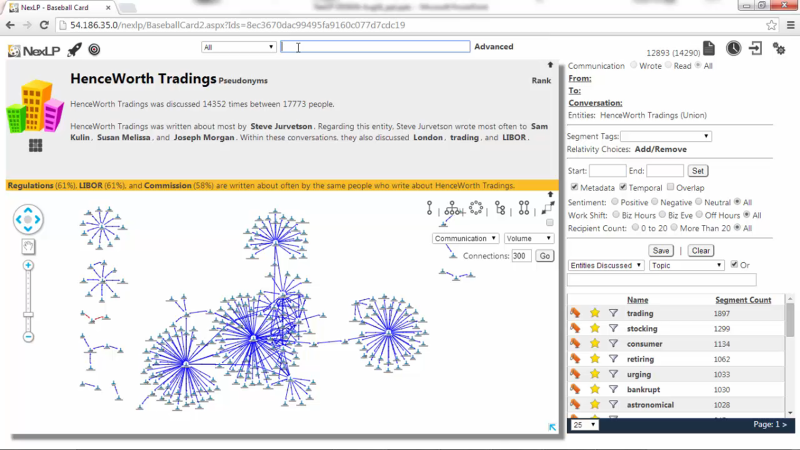 NexLP - Baseball Card
54.186.35.0/nexlp/BaseballCard2.aspx?Ids=8ec3670dac99495fa9160c077d7cdc19
NexLP
All
Advanced
12893 (14290)
HenceWorth Tradings Pseudonyms
Rank
HenceWorth Tradings was discussed 14352 times between 17773 people.
HenceWorth Tradings was written about most by Steve Jurvetson . Regarding this entity, Steve Jurvetson wrote most often to Sam
Kulin , Susan Melissa , and Joseph Morgan . Within these conversations, they also discussed London , trading , and LIBOR .
Regulations (61%), LIBOR (61%), and Commission (58%) are written about often by the same people who write about HenceWorth Tradings.
Communication
Volume
Connections: 300 Go
Communication Wrote Read All
From:
To:
Conversation:
Entities: HenceWorth Tradings (Union)
Segment Tags:
Relativity Choices: Add/Remove
Start: End: Set
Metadata Temporal Overlap
Sentiment: Positive Negative Neutral All
Work Shift: Biz Hours Biz Eve Off Hours All
Recipient Count: 0 to 20 More Than 20 All
Save | Clear
Entities Discussed Topic Or
Name Segment Count
trading 1897
stocking 1299
consumer 1134
retiring 1062
urging 1033
bankrupt 1030
astronomical 1028
25 Page: 1 >